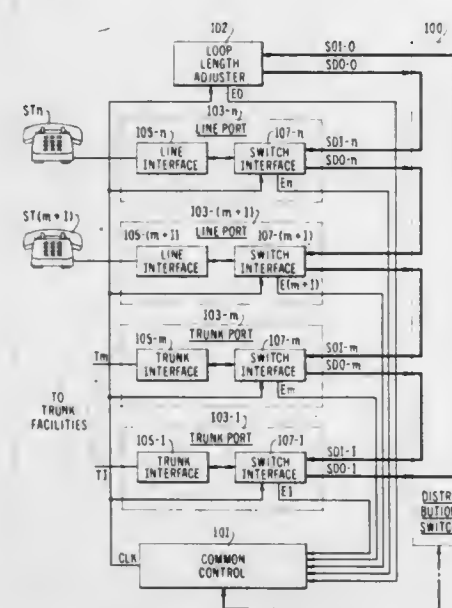 102
100
LOOP LENGTH ADJUSTER
SDI-0
SDO-0
E0
STn
103-n
LINE PORT
105-n
107-n
LINE INTERFACE
SWITCH INTERFACE
SDI-n
SDO-n
En
ST(m+1)
103-(m+1)
LINE PORT
105-(m+1)
107-(m+1)
LINE INTERFACE
SWITCH INTERFACE
E(m+1)
103-m
TRUNK PORT
105-m
107-m
Tm
TRUNK INTERFACE
SWITCH INTERFACE
SDI-m
SDO-m
Em
TO TRUNK FACILITIES
103-1
TRUNK PORT
105-1
107-1
T1
TRUNK INTERFACE
SWITCH INTERFACE
SDI-1
SDO-1
E1
101
CLK
COMMON CONTROL
DISTR
BUTION
SWITC